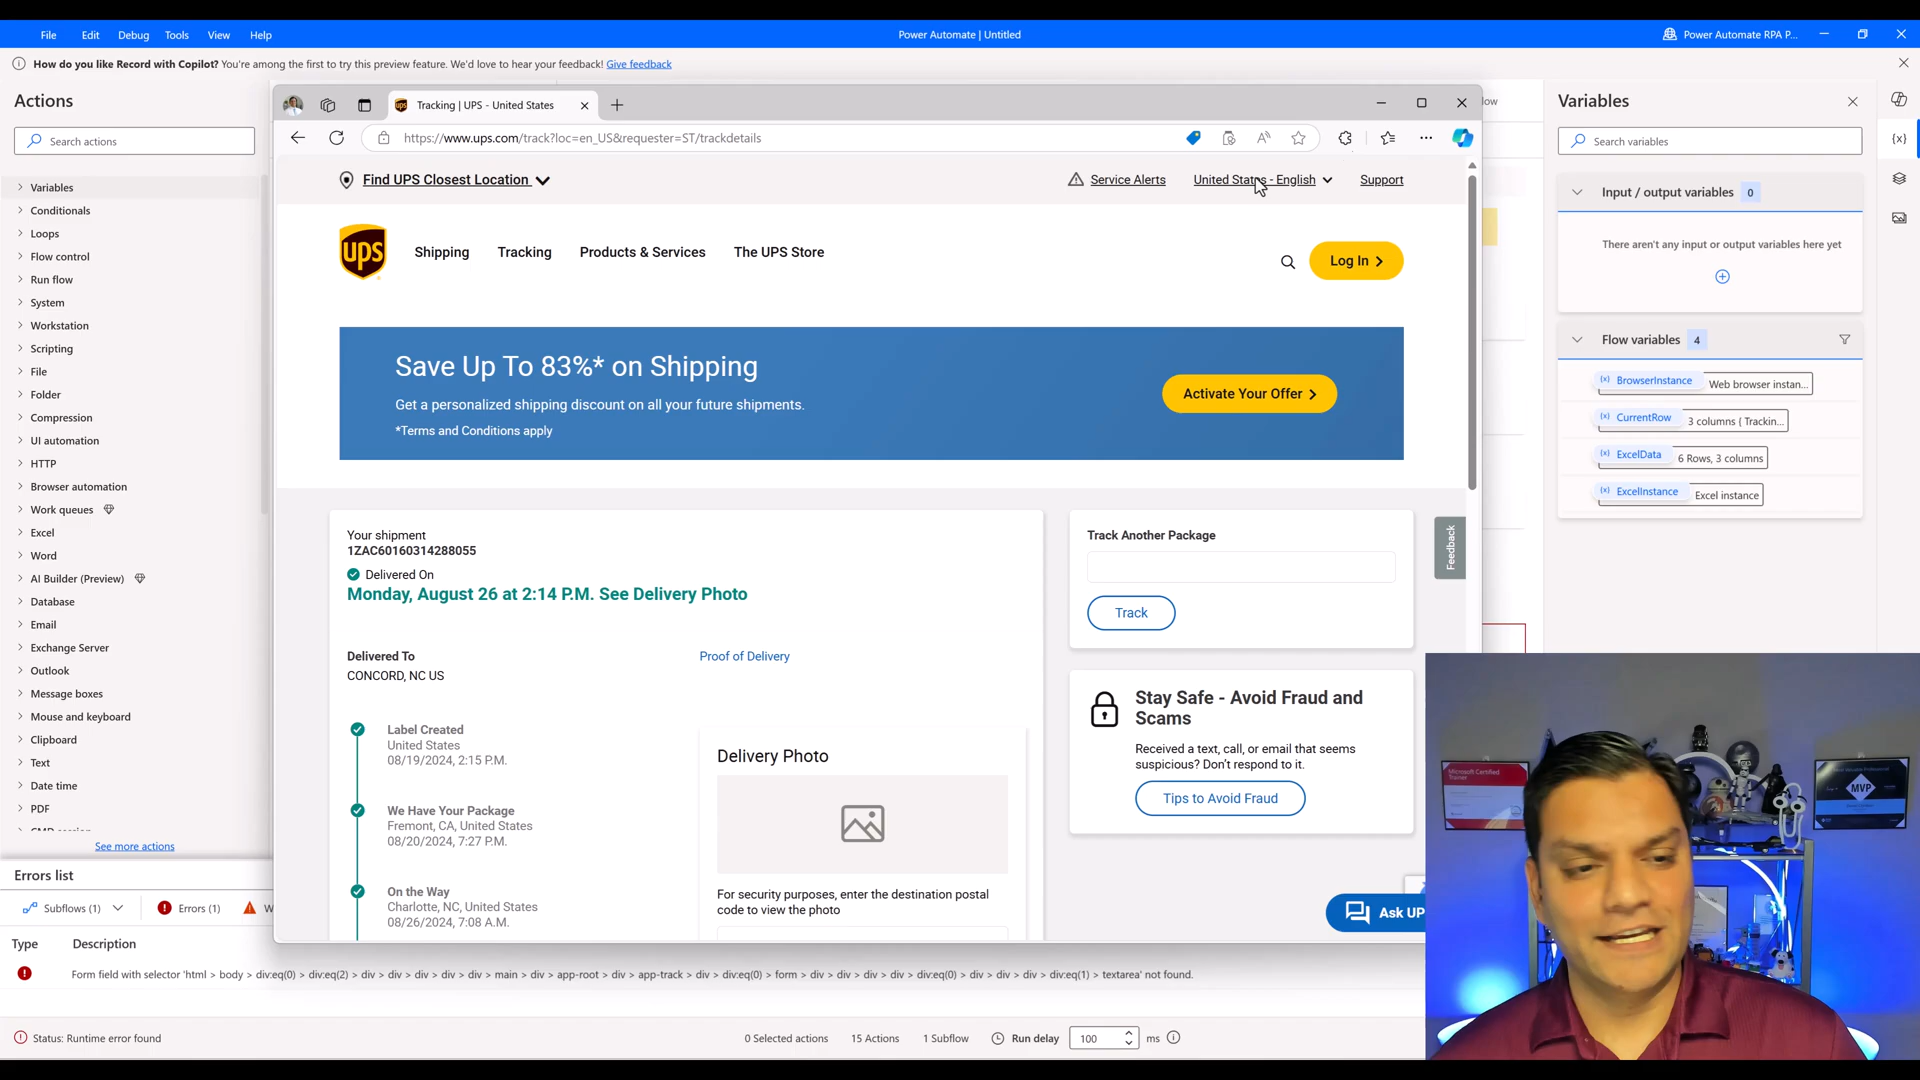 File Edit Debug Tools View Help
Power Automate | Untitled
Power Automate RPA P...
How do you like Record with Copilot? You're among the first to try this preview feature. We'd love to hear your feedback! Give feedback
Actions
Search actions
Variables
Conditionals
Loops
Flow control
Run flow
System
Workstation
Scripting
File
Folder
Compression
UI automation
HTTP
Browser automation
Work queues
Excel
Word
AI Builder (Preview)
Database
Email
Exchange Server
Outlook
Message boxes
Mouse and keyboard
Clipboard
Text
Date time
PDF
See more actions
Tracking | UPS - United States
https://www.ups.com/track?loc=en_US&requester=ST/trackdetails
Find UPS Closest Location
Service Alerts
United States - English
Support
ups
Shipping
Tracking
Products & Services
The UPS Store
Log In
Save Up To 83%* on Shipping
Get a personalized shipping discount on all your future shipments.
*Terms and Conditions apply
Activate Your Offer
Your shipment
1ZAC60160314288055
Delivered On
Monday, August 26 at 2:14 P.M. See Delivery Photo
Delivered To
CONCORD, NC US
Proof of Delivery
Label Created
United States
08/19/2024, 2:15 P.M.
We Have Your Package
Fremont, CA, United States
08/20/2024, 7:27 P.M.
On the Way
Charlotte, NC, United States
08/26/2024, 7:08 A.M.
Delivery Photo
For security purposes, enter the destination postal
code to view the photo
Track Another Package
Track
Stay Safe - Avoid Fraud and
Scams
Received a text, call, or email that seems
suspicious? Don't respond to it.
Tips to Avoid Fraud
Feedback
Ask UP
Variables
Search variables
Input / output variables 0
There aren't any input or output variables here yet
Flow variables 4
BrowserInstance Web browser instan...
CurrentRow 3 columns { Trackin...
ExcelData 6 Rows, 3 columns
ExcelInstance Excel instance
Microsoft Certified
Trainer
MVP
Errors list
Subflows (1)
Errors (1)
W
Type Description
Form field with selector 'html > body > div:eq(0) > div:eq(2) > div > div > div > div > div > main > div > app-root > div > app-track > div > div:eq(0) > form > div > div > div > div:eq(0) > div > div > div:eq(1) > textarea' not found.
Status: Runtime error found
0 Selected actions
15 Actions
1 Subflow
Run delay
100
ms